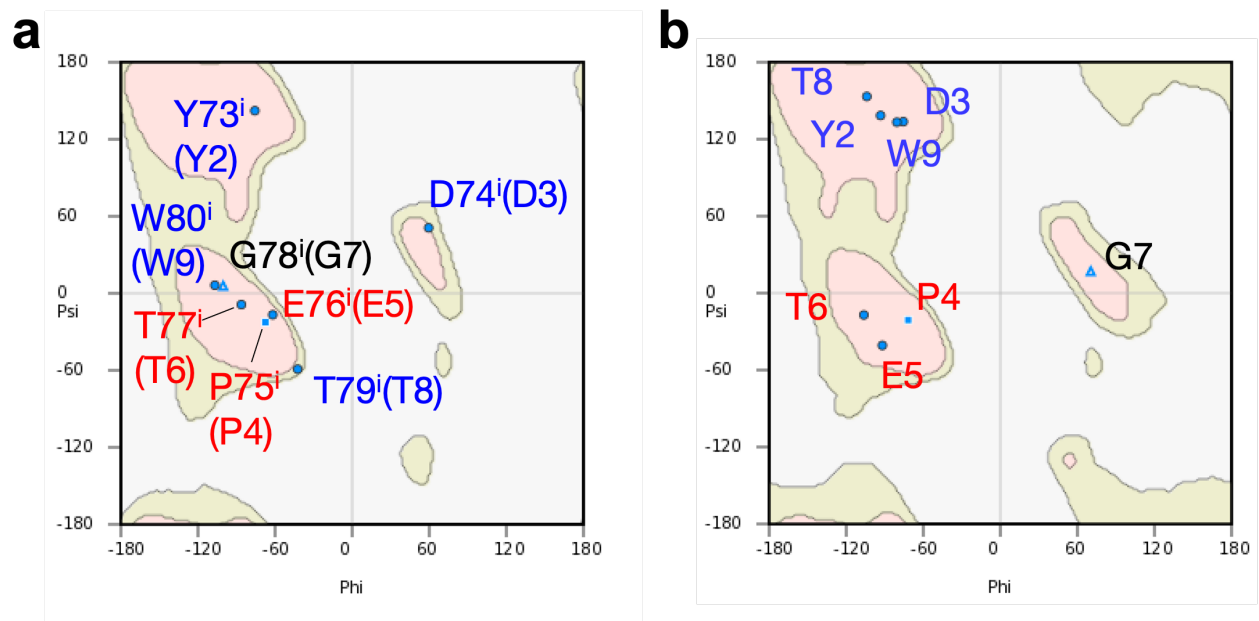 a
180
120
60
0
Psi
-60
-120
-180
-180 -120 -60 0 60 120 180
Phi
Y73ⁱ
(Y2)
D74ⁱ(D3)
W80ⁱ
(W9)
G78ⁱ(G7)
E76ⁱ(E5)
T77ⁱ
(T6)
P75ⁱ
(P4)
T79ⁱ(T8)
b
180
120
60
0
Psi
-60
-120
-180
-180 -120 -60 0 60 120 180
Phi
T8
D3
Y2
W9
G7
P4
T6
E5